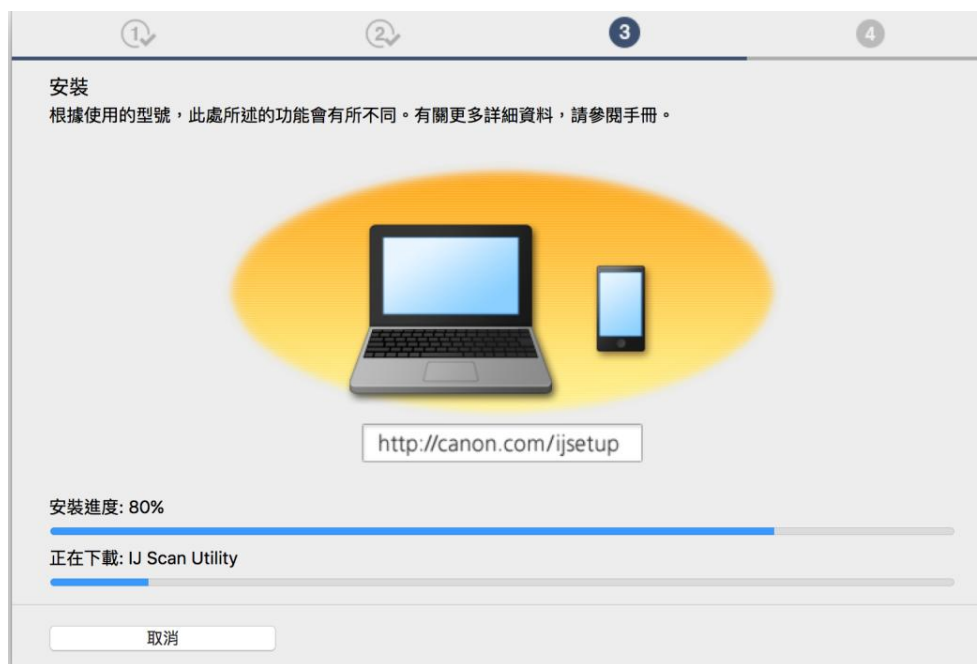 1
2
3
4
安裝
根據使用的型號，此處所述的功能會有所不同。有關更多詳細資料，請參閱手冊。
http://canon.com/ijsetup
安裝進度: 80%
正在下載: IJ Scan Utility
取消